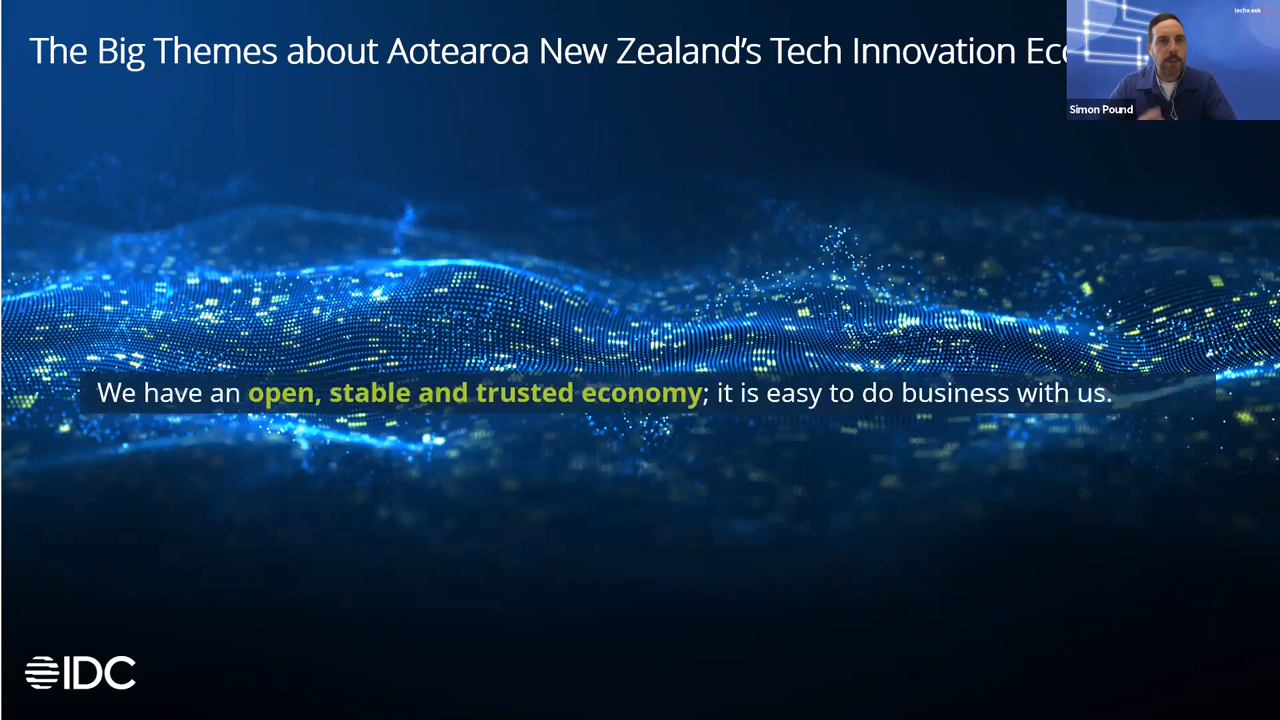 The Big Themes about Aotearoa New Zealand's Tech Innovation Ec
techweek
Simon Pound
We have an open, stable and trusted economy; it is easy to do business with us.
IDC